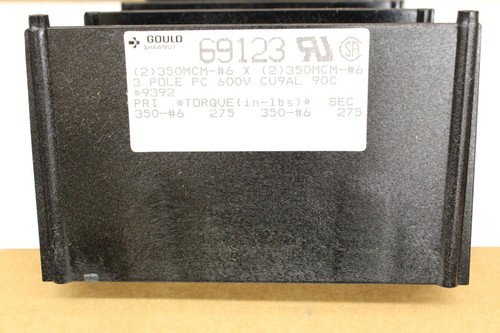 GOULD
SHAWMUT
69123
(2)350MCM-#6 X (2)350MCM-#6
3 POLE PC 600V CU9AL 90C
*9392
PRI *TORQUE(in-lbs)* SEC
350-#6 275 350-#6 275